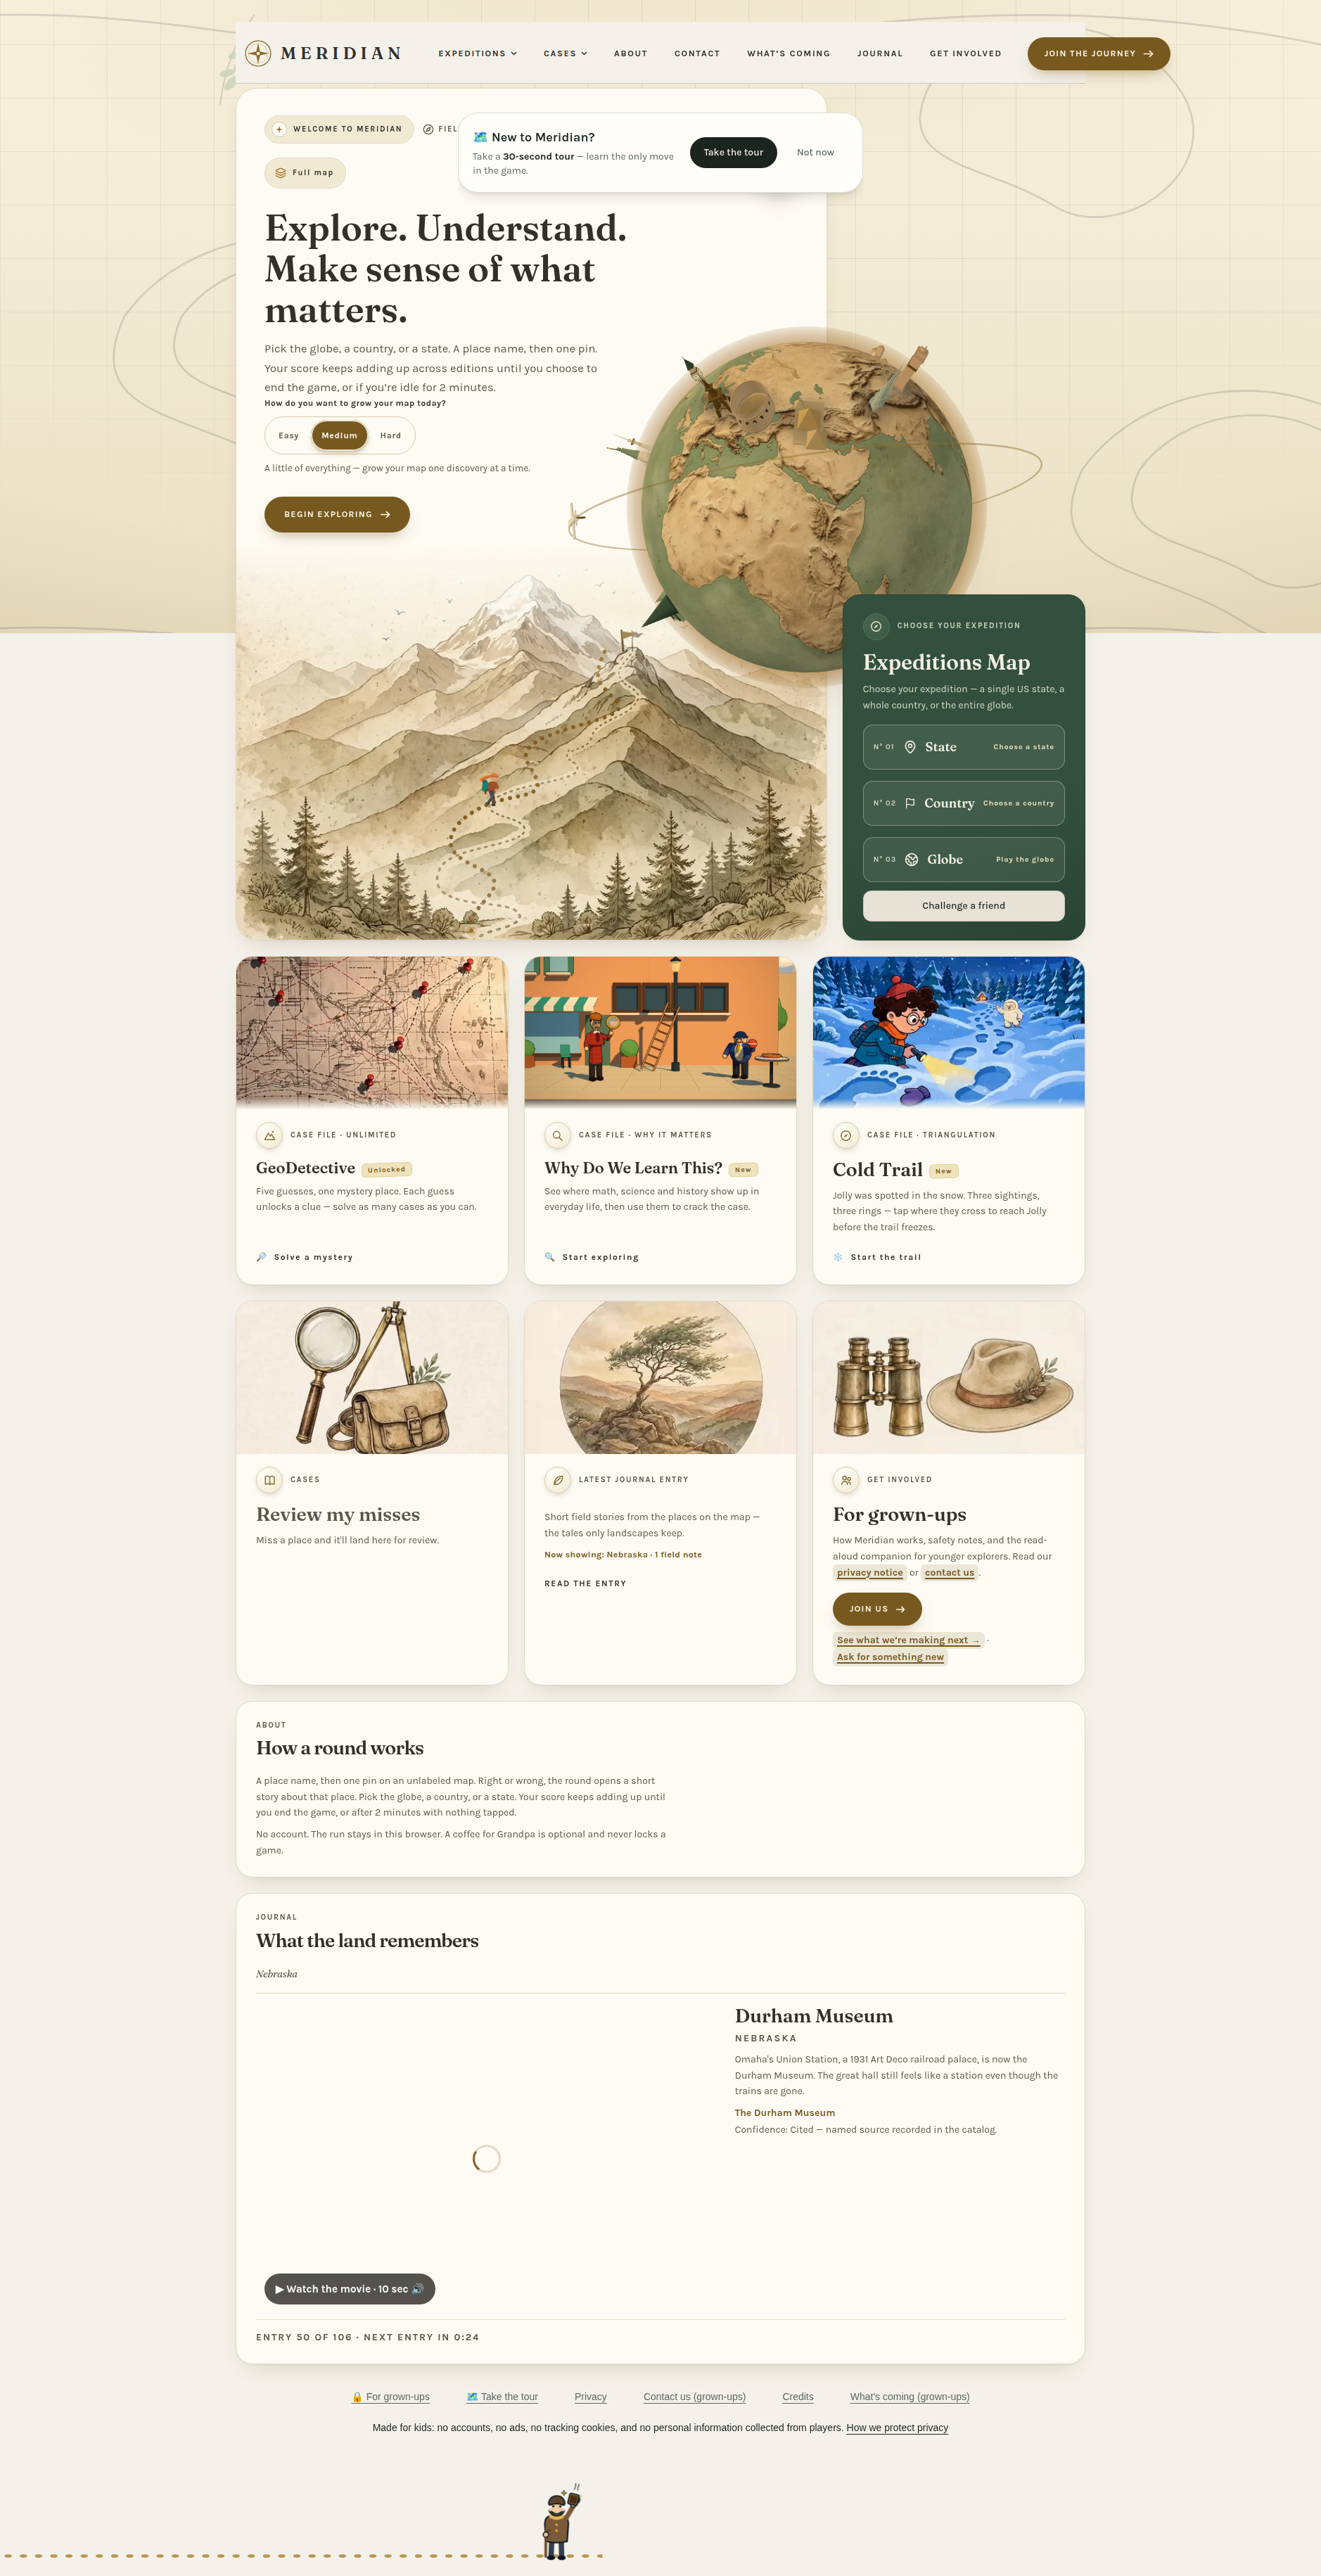 MERIDIAN
EXPEDITIONS
CASES
ABOUT
CONTACT
WHAT'S COMING
JOURNAL
GET INVOLVED
JOIN THE JOURNEY →
WELCOME TO MERIDIAN
FIEL
Full map
🗺️ New to Meridian?
Take a 30-second tour — learn the only move
in the game.
Take the tour
Not now
Explore. Understand.
Make sense of what
matters.
Pick the globe, a country, or a state. A place name, then one pin.
Your score keeps adding up across editions until you choose to
end the game, or if you're idle for 2 minutes.
How do you want to grow your map today?
Easy
Medium
Hard
A little of everything — grow your map one discovery at a time.
BEGIN EXPLORING →
CHOOSE YOUR EXPEDITION
Expeditions Map
Choose your expedition — a single US state, a
whole country, or the entire globe.
N° 01 State Choose a state
N° 02 Country Choose a country
N° 03 Globe Play the globe
Challenge a friend
CASE FILE · UNLIMITED
GeoDetective Unlocked
Five guesses, one mystery place. Each guess
unlocks a clue — solve as many cases as you can.
🔎 Solve a mystery
CASE FILE · WHY IT MATTERS
Why Do We Learn This? New
See where math, science and history show up in
everyday life, then use them to crack the case.
🔍 Start exploring
CASE FILE · TRIANGULATION
Cold Trail New
Jolly was spotted in the snow. Three sightings,
three rings — tap where they cross to reach Jolly
before the trail freezes.
❄️ Start the trail
CASES
Review my misses
Miss a place and it'll land here for review.
LATEST JOURNAL ENTRY
Short field stories from the places on the map —
the tales only landscapes keep.
Now showing: Nebraska · 1 field note
READ THE ENTRY
GET INVOLVED
For grown-ups
How Meridian works, safety notes, and the read-
aloud companion for younger explorers. Read our
privacy notice or contact us.
JOIN US →
See what we're making next → ·
Ask for something new
ABOUT
How a round works
A place name, then one pin on an unlabeled map. Right or wrong, the round opens a short
story about that place. Pick the globe, a country, or a state. Your score keeps adding up until
you end the game, or after 2 minutes with nothing tapped.
No account. The run stays in this browser. A coffee for Grandpa is optional and never locks a
game.
JOURNAL
What the land remembers
Nebraska
Durham Museum
NEBRASKA
Omaha's Union Station, a 1931 Art Deco railroad palace, is now the
Durham Museum. The great hall still feels like a station even though the
trains are gone.
The Durham Museum
Confidence: Cited — named source recorded in the catalog.
▶ Watch the movie · 10 sec 🔊
ENTRY 50 OF 106 · NEXT ENTRY IN 0:24
🔒 For grown-ups
🗺️ Take the tour
Privacy
Contact us (grown-ups)
Credits
What's coming (grown-ups)
Made for kids: no accounts, no ads, no tracking cookies, and no personal information collected from players. How we protect privacy